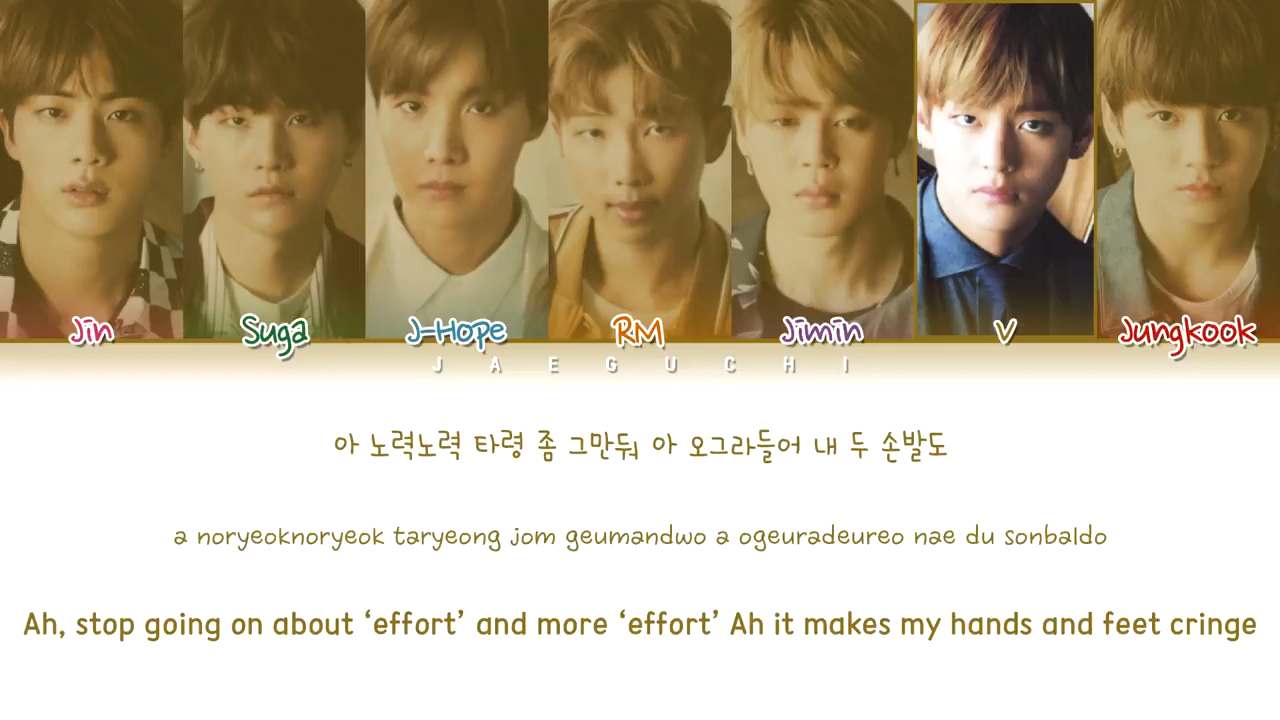 Jin Suga J-Hope RM Jimin V Jungkook
JAEGUCHI
아 노력노력 타령 좀 그만둬 아 오그라들어 내 두 손발도
a noryeoknoryeok taryeong jom geumandwo a ogeuradeureo nae du sonbaldo
Ah, stop going on about ‘effort’ and more ‘effort’ Ah it makes my hands and feet cringe